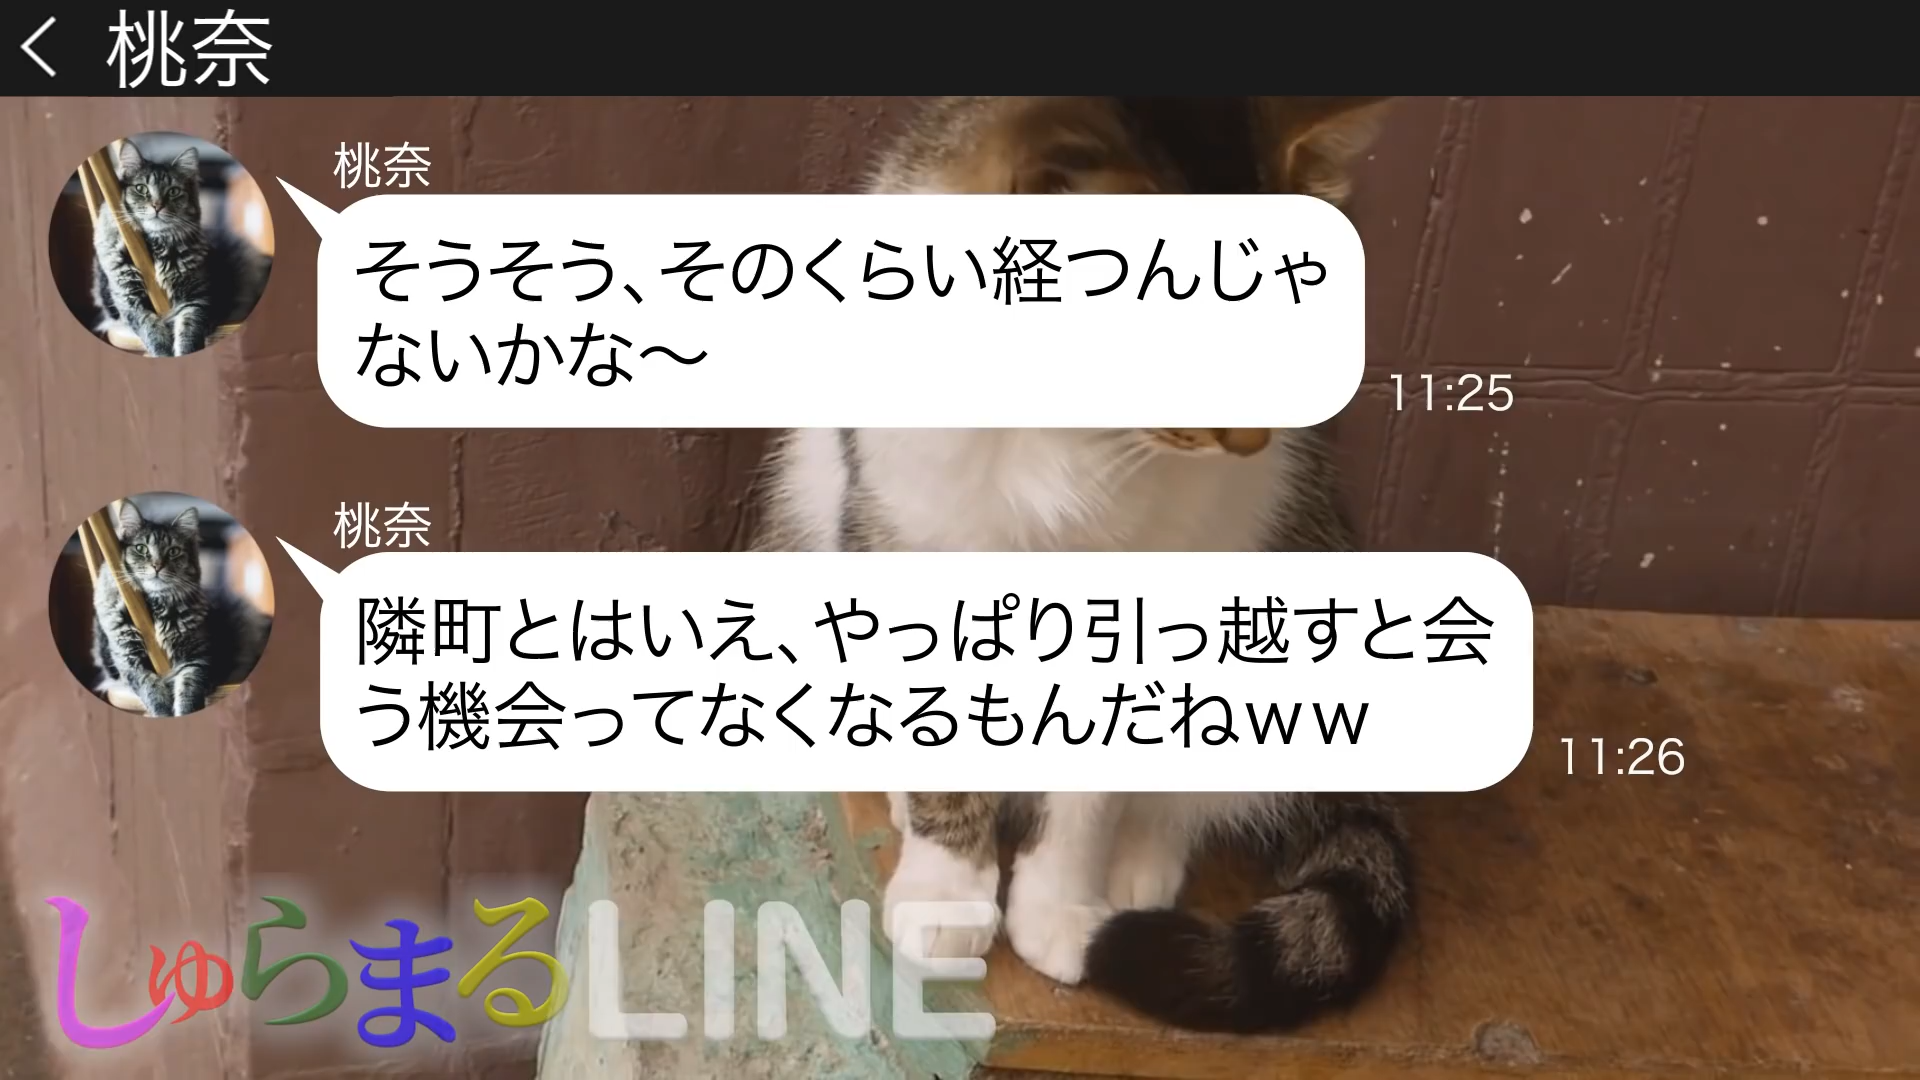 桃奈
桃奈
そうそう、そのくらい経つんじゃ
ないかな〜
11:25
桃奈
隣町とはいえ、やっぱり引っ越すと会
う機会ってなくなるもんだねｗｗ
11:26
しゅらまるLINE